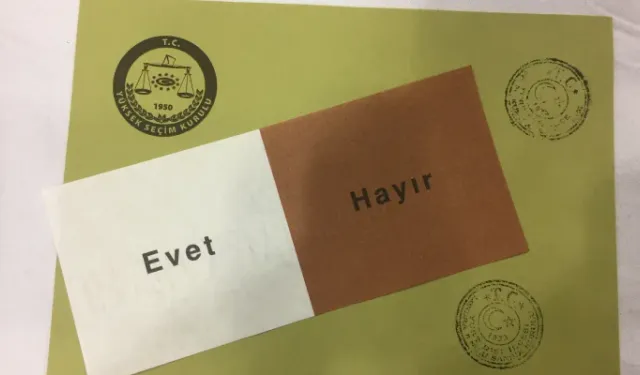 T.C.
1950
YÜKSEK SEÇİM KURULU
Evet
Hayır
T.C.
T.C.